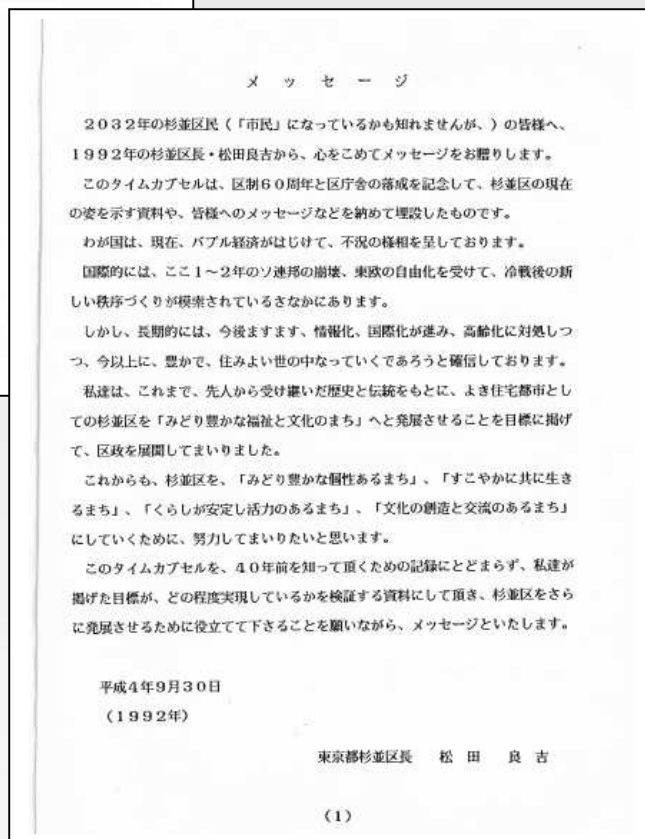 メッセージ
２０３２年の杉並区民（「市民」になっているかも知れませんが、）の皆様へ、
１９９２年の杉並区長・松田良吉から、心をこめてメッセージをお贈りします。
このタイムカプセルは、区制６０周年と区庁舎の落成を記念して、杉並区の現在
の姿を示す資料や、皆様へのメッセージなどを納めて埋設したものです。
わが国は、現在、バブル経済がはじけて、不況の様相を呈しております。
国際的には、ここ１～２年のソ連邦の崩壊、東欧の自由化を受けて、冷戦後の新
しい秩序づくりが模索されているさなかにあります。
しかし、長期的には、今後ますます、情報化、国際化が進み、高齢化に対処しつ
つ、今以上に、豊かで、住みよい世の中なっていくであろうと確信しております。
私達は、これまで、先人から受け継いだ歴史と伝統をもとに、よき住宅都市とし
ての杉並区を「みどり豊かな福祉と文化のまち」へと発展させることを目標に掲げ
て、区政を展開してまいりました。
これからも、杉並区を、「みどり豊かな個性あるまち」、「すこやかに共に生き
るまち」、「くらしが安定し活力のあるまち」、「文化の創造と交流のあるまち」
にしていくために、努力してまいりたいと思います。
このタイムカプセルを、４０年前を知って頂くための記録にとどまらず、私達が
掲げた目標が、どの程度実現しているかを検証する資料にして頂き、杉並区をさら
に発展させるために役立てて下さることを願いながら、メッセージといたします。
平成４年９月３０日
（１９９２年）
東京都杉並区長　松　田　良　吉
（１）